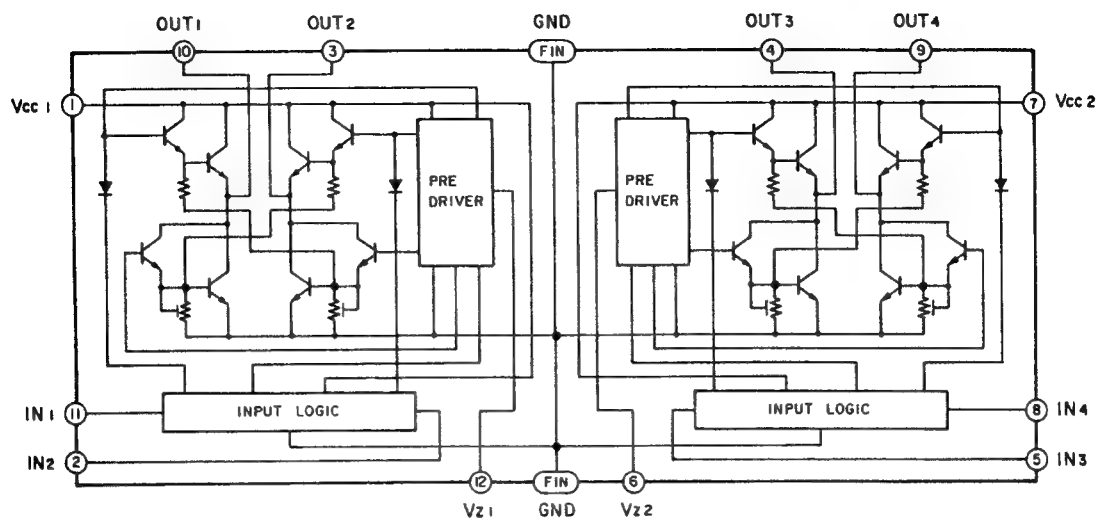 OUT1 OUT2 GND OUT3 OUT4
10 3 FIN 4 9
Vcc 1 1 7 Vcc 2
PRE DRIVER
PRE DRIVER
IN1 11 INPUT LOGIC INPUT LOGIC 8 IN4
IN2 2 5 IN3
12 FIN 6
Vz1 GND Vz2